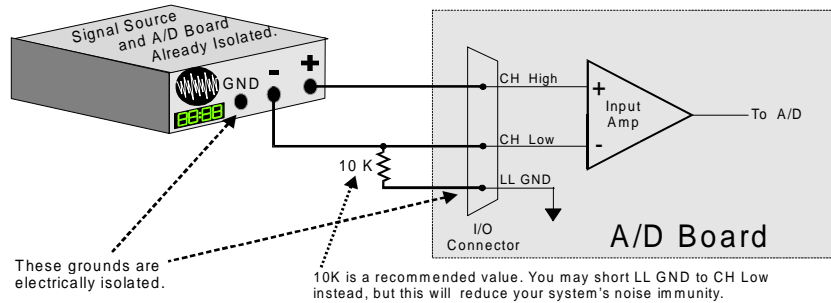 Signal Source
and A/D Board
Already Isolated.
GND
-
+
88:88
CH High
+
Input
Amp
To A/D
CH Low
-
10 K
LL GND
I/O
Connector
A/D Board
These grounds are
electrically isolated.
10K is a recommended value. You may short LL GND to CH Low
instead, but this will reduce your system's noise immunity.